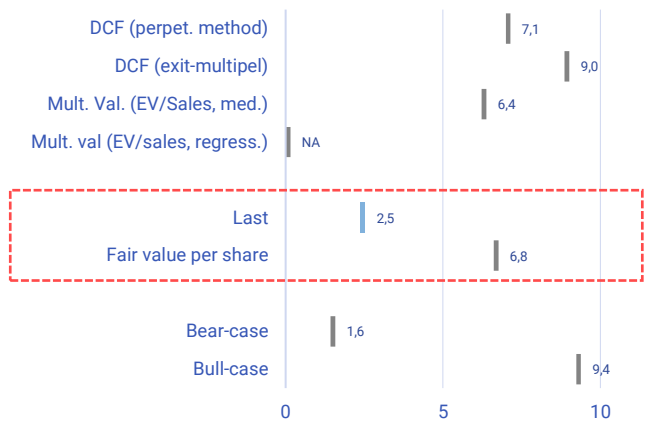 DCF (perpet. method) 7,1
DCF (exit-multipel) 9,0
Mult. Val. (EV/Sales, med.) 6,4
Mult. val (EV/sales, regress.) NA
Last 2,5
Fair value per share 6,8
Bear-case 1,6
Bull-case 9,4
0 5 10